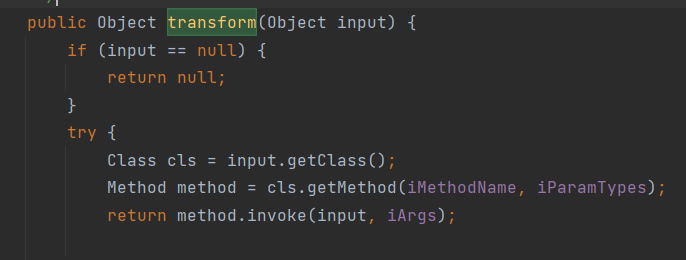 public Object transform(Object input) {
if (input == null) {
return null;
}
try {
Class cls = input.getClass();
Method method = cls.getMethod(iMethodName, iParamTypes);
return method.invoke(input, iArgs);